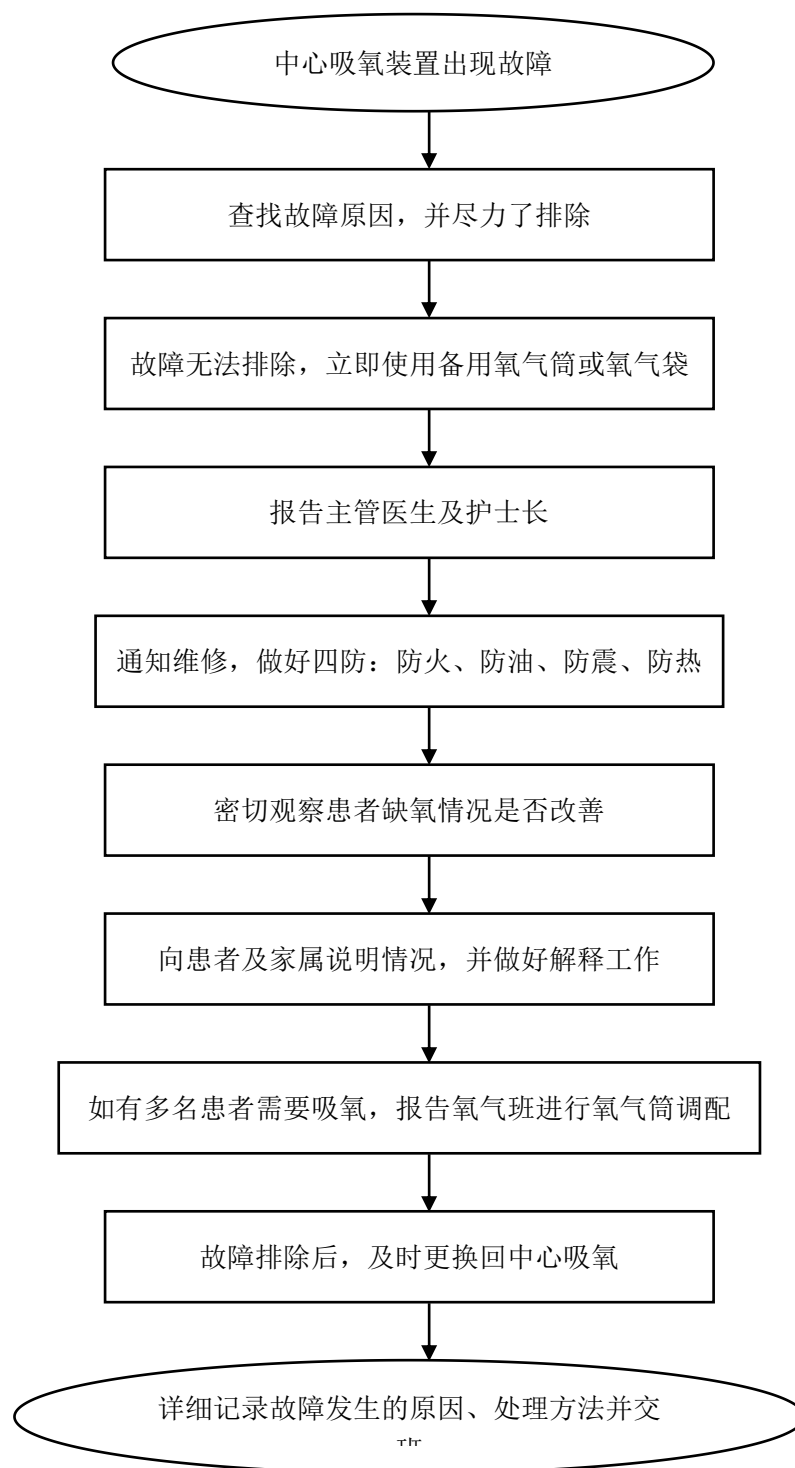 中心吸氧装置出现故障
查找故障原因，并尽力了排除
故障无法排除，立即使用备用氧气筒或氧气袋
报告主管医生及护士长
通知维修，做好四防：防火、防油、防震、防热
密切观察患者缺氧情况是否改善
向患者及家属说明情况，并做好解释工作
如有多名患者需要吸氧，报告氧气班进行氧气筒调配
故障排除后，及时更换回中心吸氧
详细记录故障发生的原因、处理方法并交